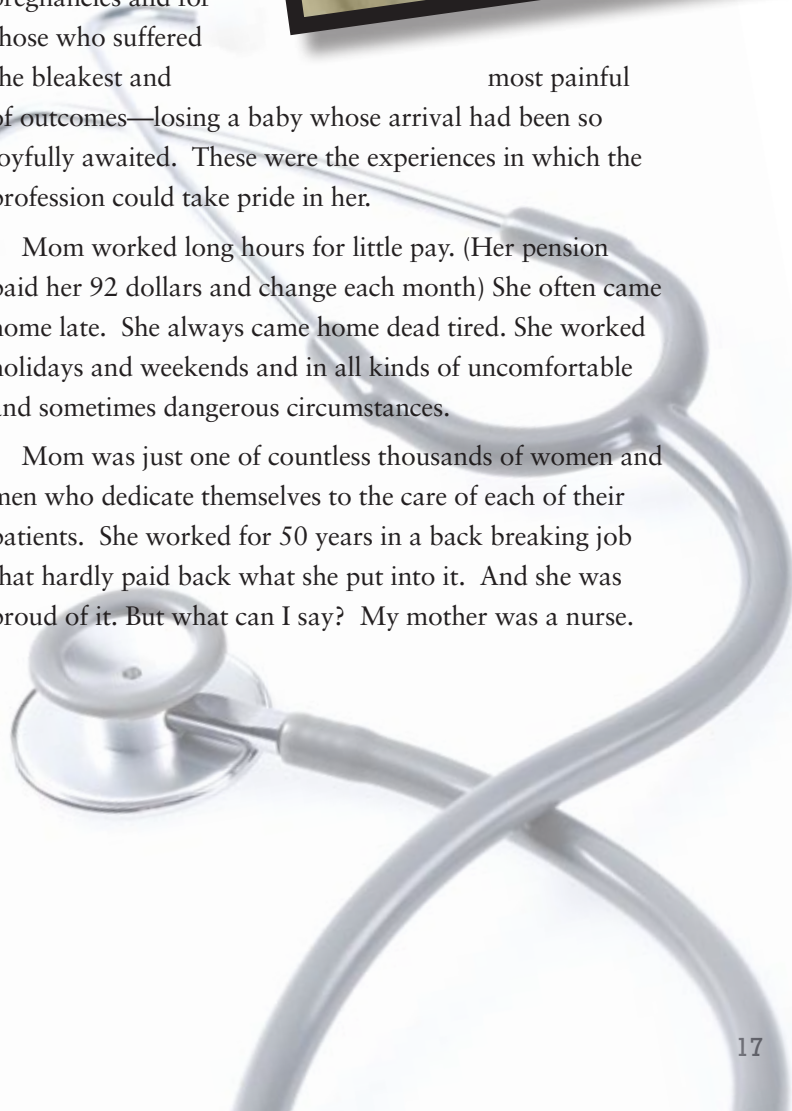 pregnancies and for
those who suffered
the bleakest and most painful
of outcomes—losing a baby whose arrival had been so
joyfully awaited. These were the experiences in which the
profession could take pride in her.
Mom worked long hours for little pay. (Her pension
paid her 92 dollars and change each month) She often came
home late. She always came home dead tired. She worked
holidays and weekends and in all kinds of uncomfortable
and sometimes dangerous circumstances.
Mom was just one of countless thousands of women and
men who dedicate themselves to the care of each of their
patients. She worked for 50 years in a back breaking job
that hardly paid back what she put into it. And she was
proud of it. But what can I say? My mother was a nurse.
17